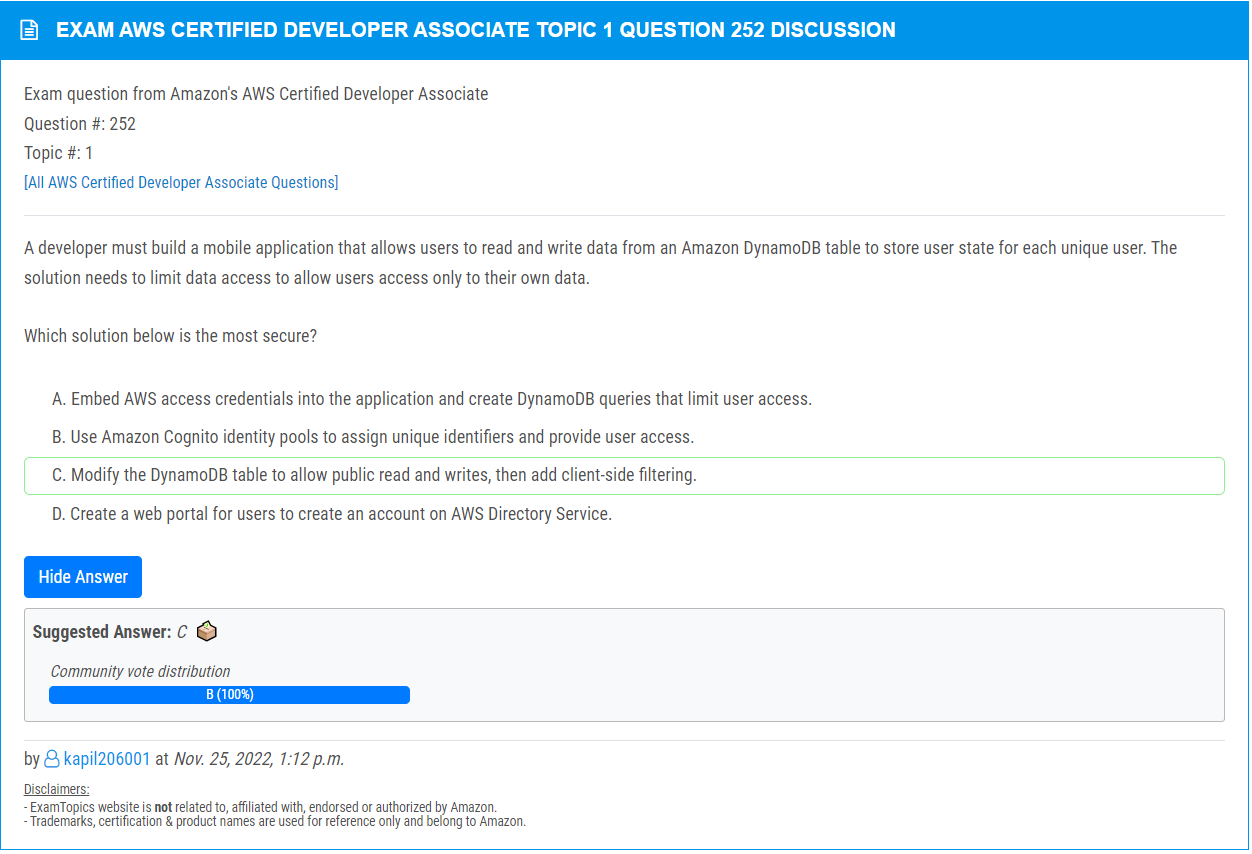 EXAM AWS CERTIFIED DEVELOPER ASSOCIATE TOPIC 1 QUESTION 252 DISCUSSION
Exam question from Amazon's AWS Certified Developer Associate
Question #: 252
Topic #: 1
[All AWS Certified Developer Associate Questions]
A developer must build a mobile application that allows users to read and write data from an Amazon DynamoDB table to store user state for each unique user. The
solution needs to limit data access to allow users access only to their own data.
Which solution below is the most secure?
A. Embed AWS access credentials into the application and create DynamoDB queries that limit user access.
B. Use Amazon Cognito identity pools to assign unique identifiers and provide user access.
C. Modify the DynamoDB table to allow public read and writes, then add client-side filtering.
D. Create a web portal for users to create an account on AWS Directory Service.
Hide Answer
Suggested Answer: C
Community vote distribution
B (100%)
by kapil206001 at Nov. 25, 2022, 1:12 p.m.
Disclaimers:
- ExamTopics website is not related to, affiliated with, endorsed or authorized by Amazon.
- Trademarks, certification & product names are used for reference only and belong to Amazon.